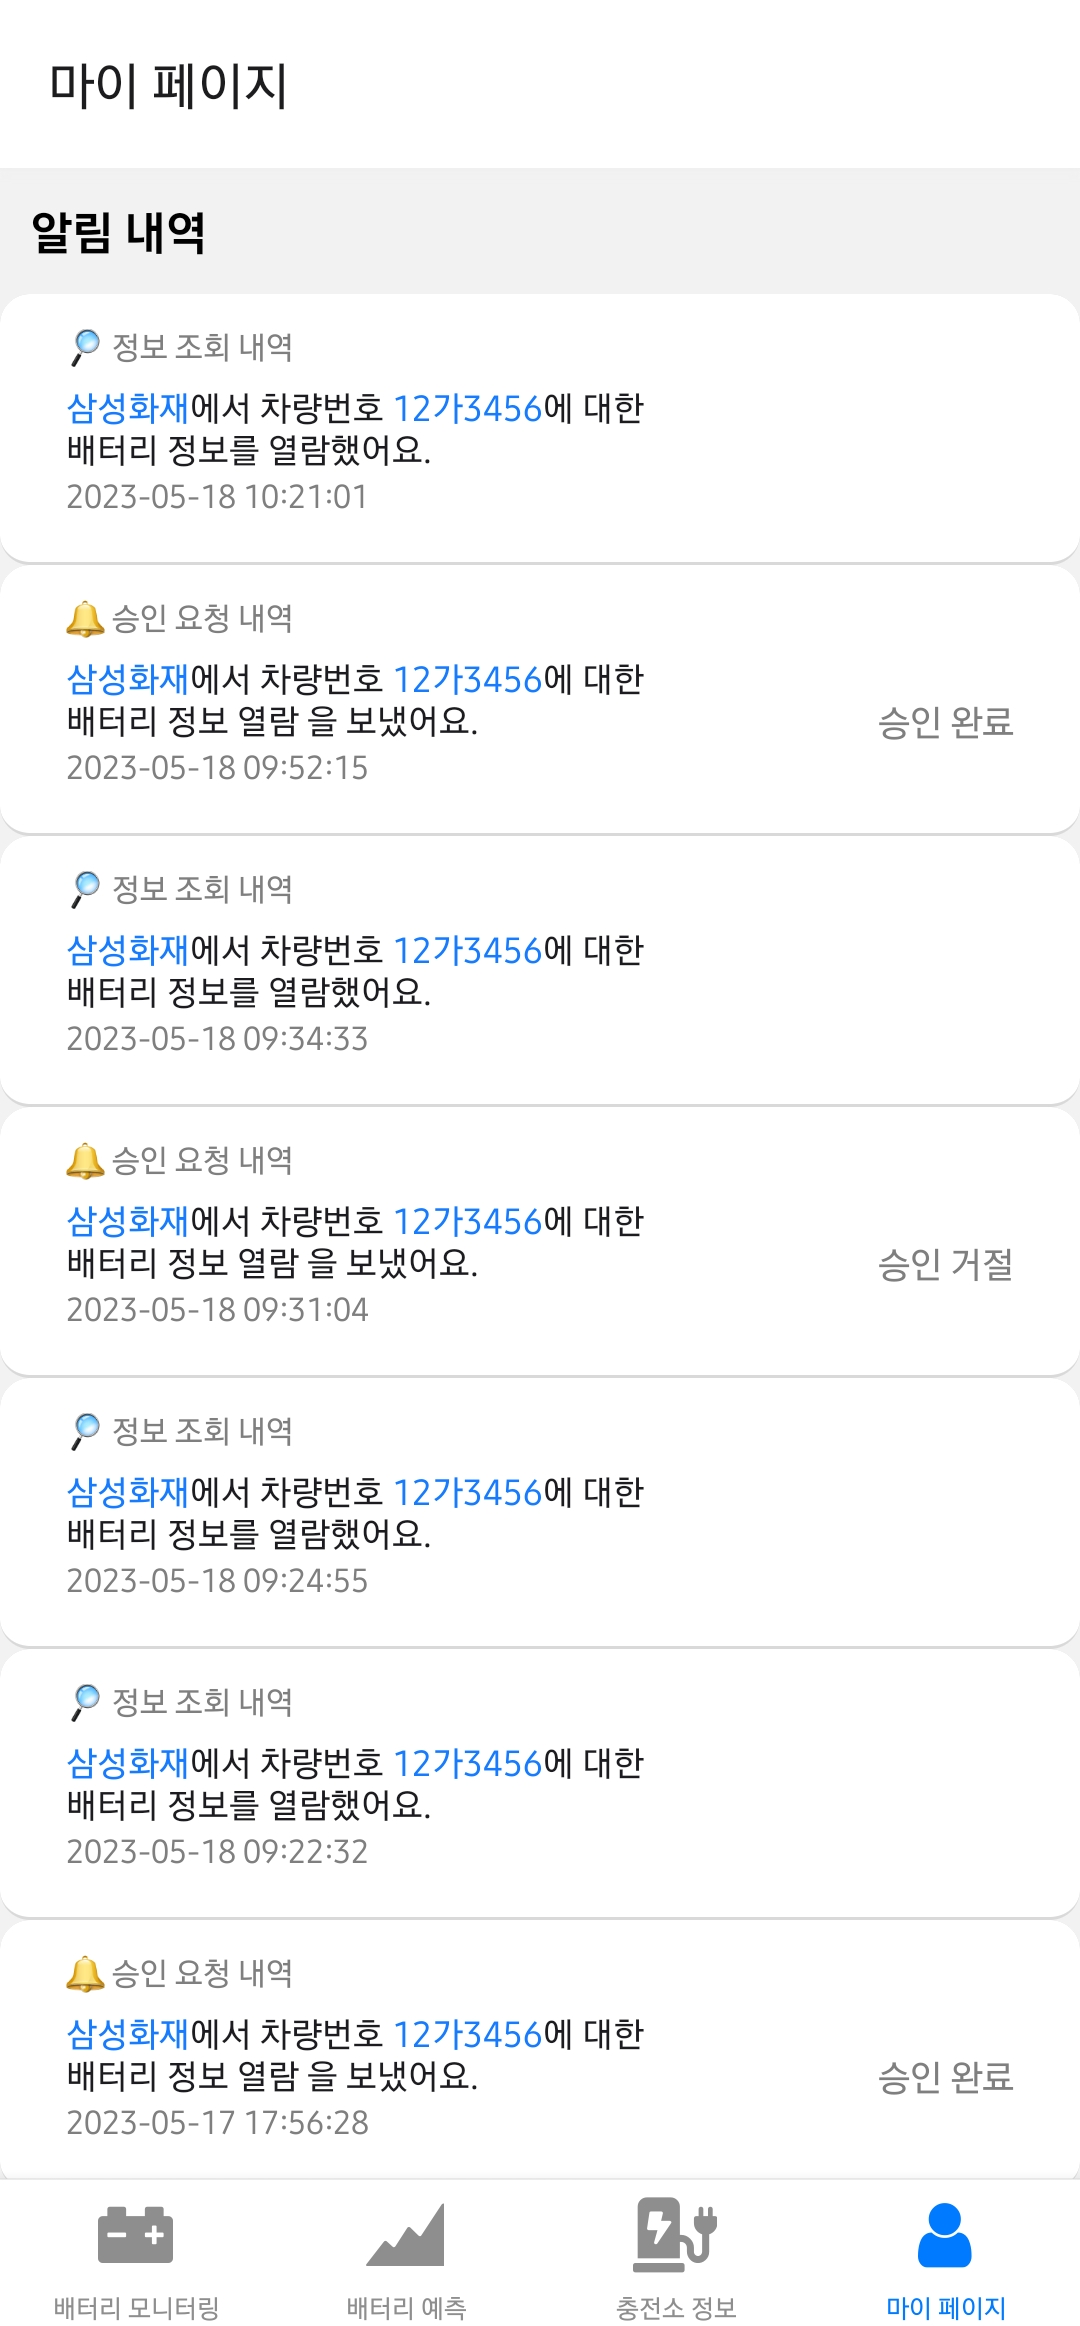 마이 페이지
알림 내역
정보 조회 내역
삼성화재에서 차량번호 12가3456에 대한
배터리 정보를 열람했어요.
2023-05-18 10:21:01
승인 요청 내역
삼성화재에서 차량번호 12가3456에 대한
배터리 정보 열람 을 보냈어요.
승인 완료
2023-05-18 09:52:15
정보 조회 내역
삼성화재에서 차량번호 12가3456에 대한
배터리 정보를 열람했어요.
2023-05-18 09:34:33
승인 요청 내역
삼성화재에서 차량번호 12가3456에 대한
배터리 정보 열람 을 보냈어요.
승인 거절
2023-05-18 09:31:04
정보 조회 내역
삼성화재에서 차량번호 12가3456에 대한
배터리 정보를 열람했어요.
2023-05-18 09:24:55
정보 조회 내역
삼성화재에서 차량번호 12가3456에 대한
배터리 정보를 열람했어요.
2023-05-18 09:22:32
승인 요청 내역
삼성화재에서 차량번호 12가3456에 대한
배터리 정보 열람 을 보냈어요.
승인 완료
2023-05-17 17:56:28
배터리 모니터링
배터리 예측
충전소 정보
마이 페이지